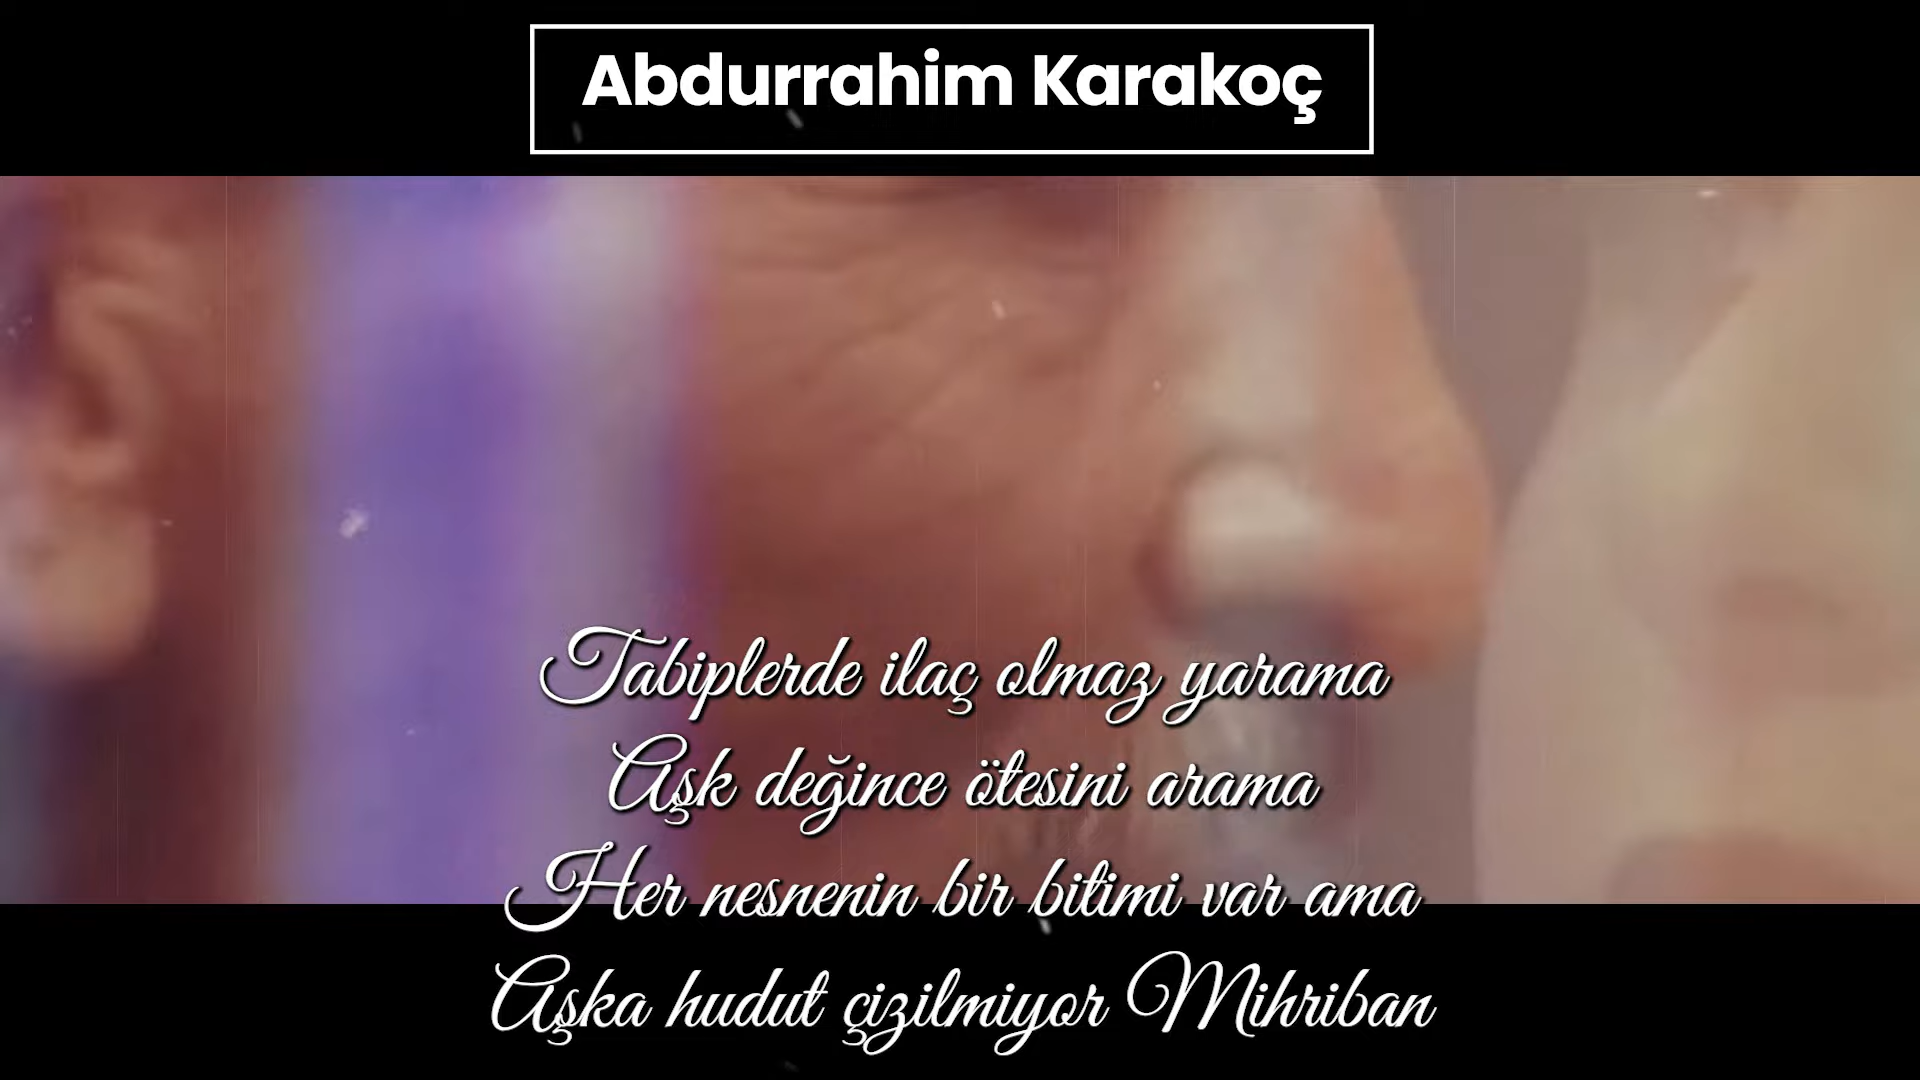 Abdurrahim Karakoç
Tabiplerde ilaç olmaz yarama
Aşk değince ötesini arama
Her nesnenin bir bitimi var ama
Aşka hudut çizilmiyor Mihriban